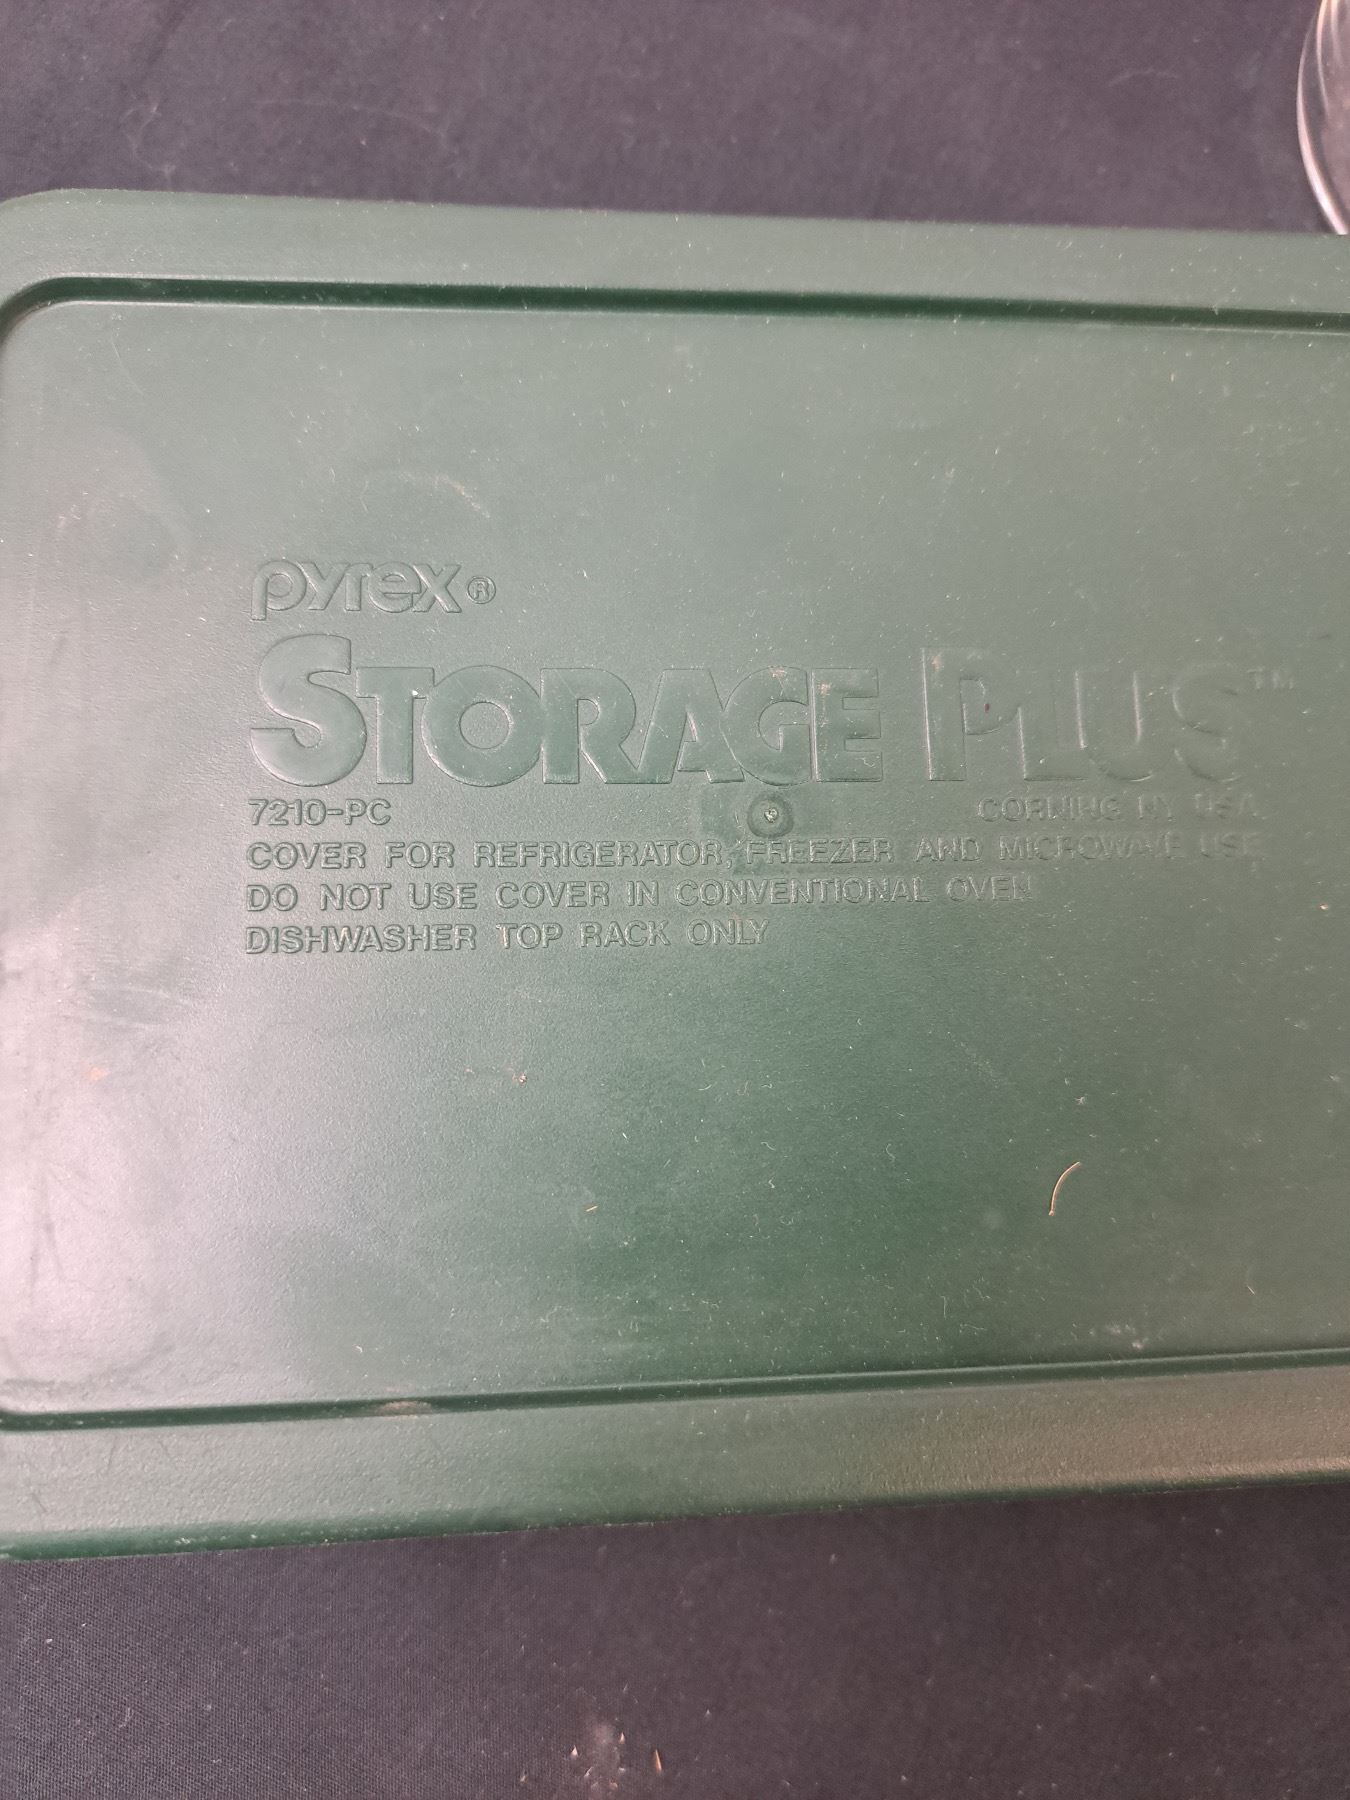 pyrex®
STORAGE PLUS™
7210-PC CORNING NY USA
COVER FOR REFRIGERATOR, FREEZER AND MICROWAVE USE
DO NOT USE COVER IN CONVENTIONAL OVEN
DISHWASHER TOP RACK ONLY